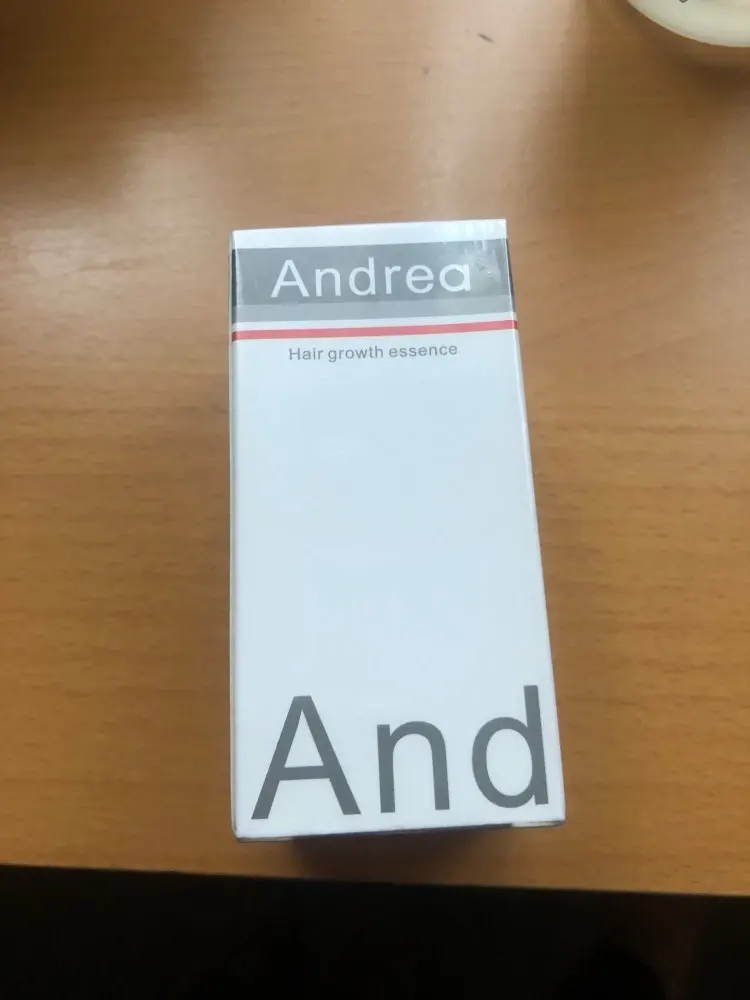 Andrea
Hair growth essence
And